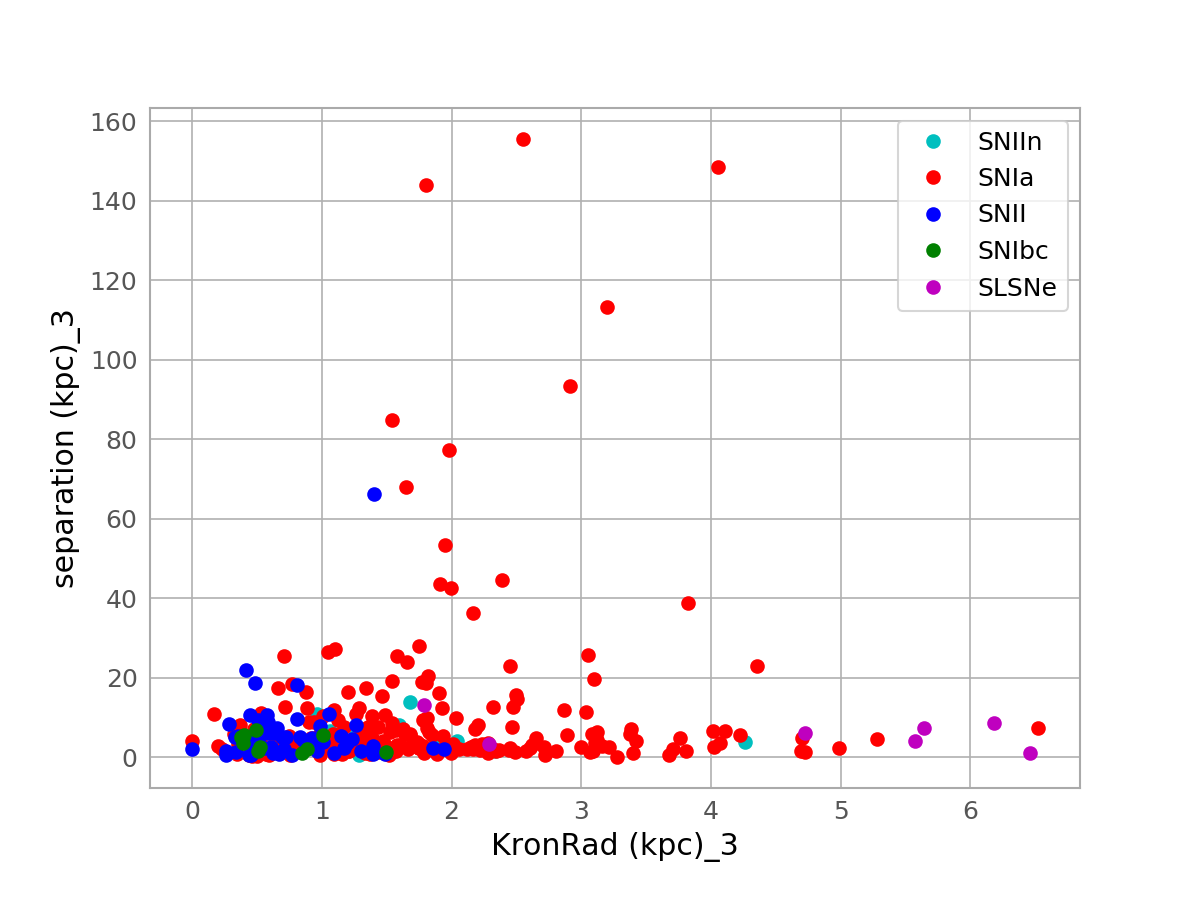 160
140
120
100
80
60
40
20
0
separation (kpc)_3
0 1 2 3 4 5 6
KronRad (kpc)_3
SNIIn
SNIa
SNII
SNIbc
SLSNe